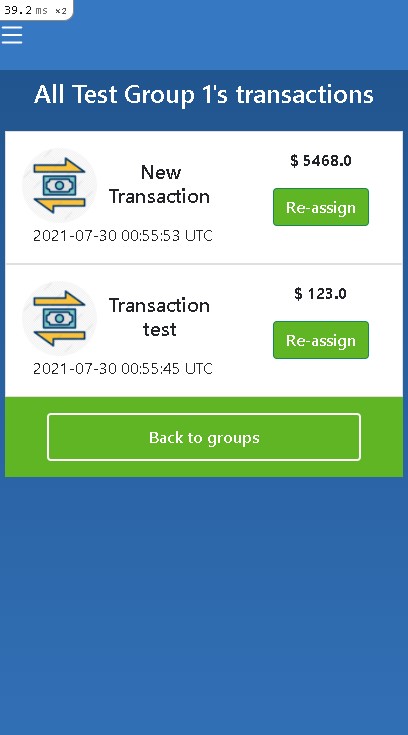 39.2 ms ×2
All Test Group 1's transactions
New
Transaction
$ 5468.0
Re-assign
2021-07-30 00:55:53 UTC
Transaction
test
$ 123.0
Re-assign
2021-07-30 00:55:45 UTC
Back to groups